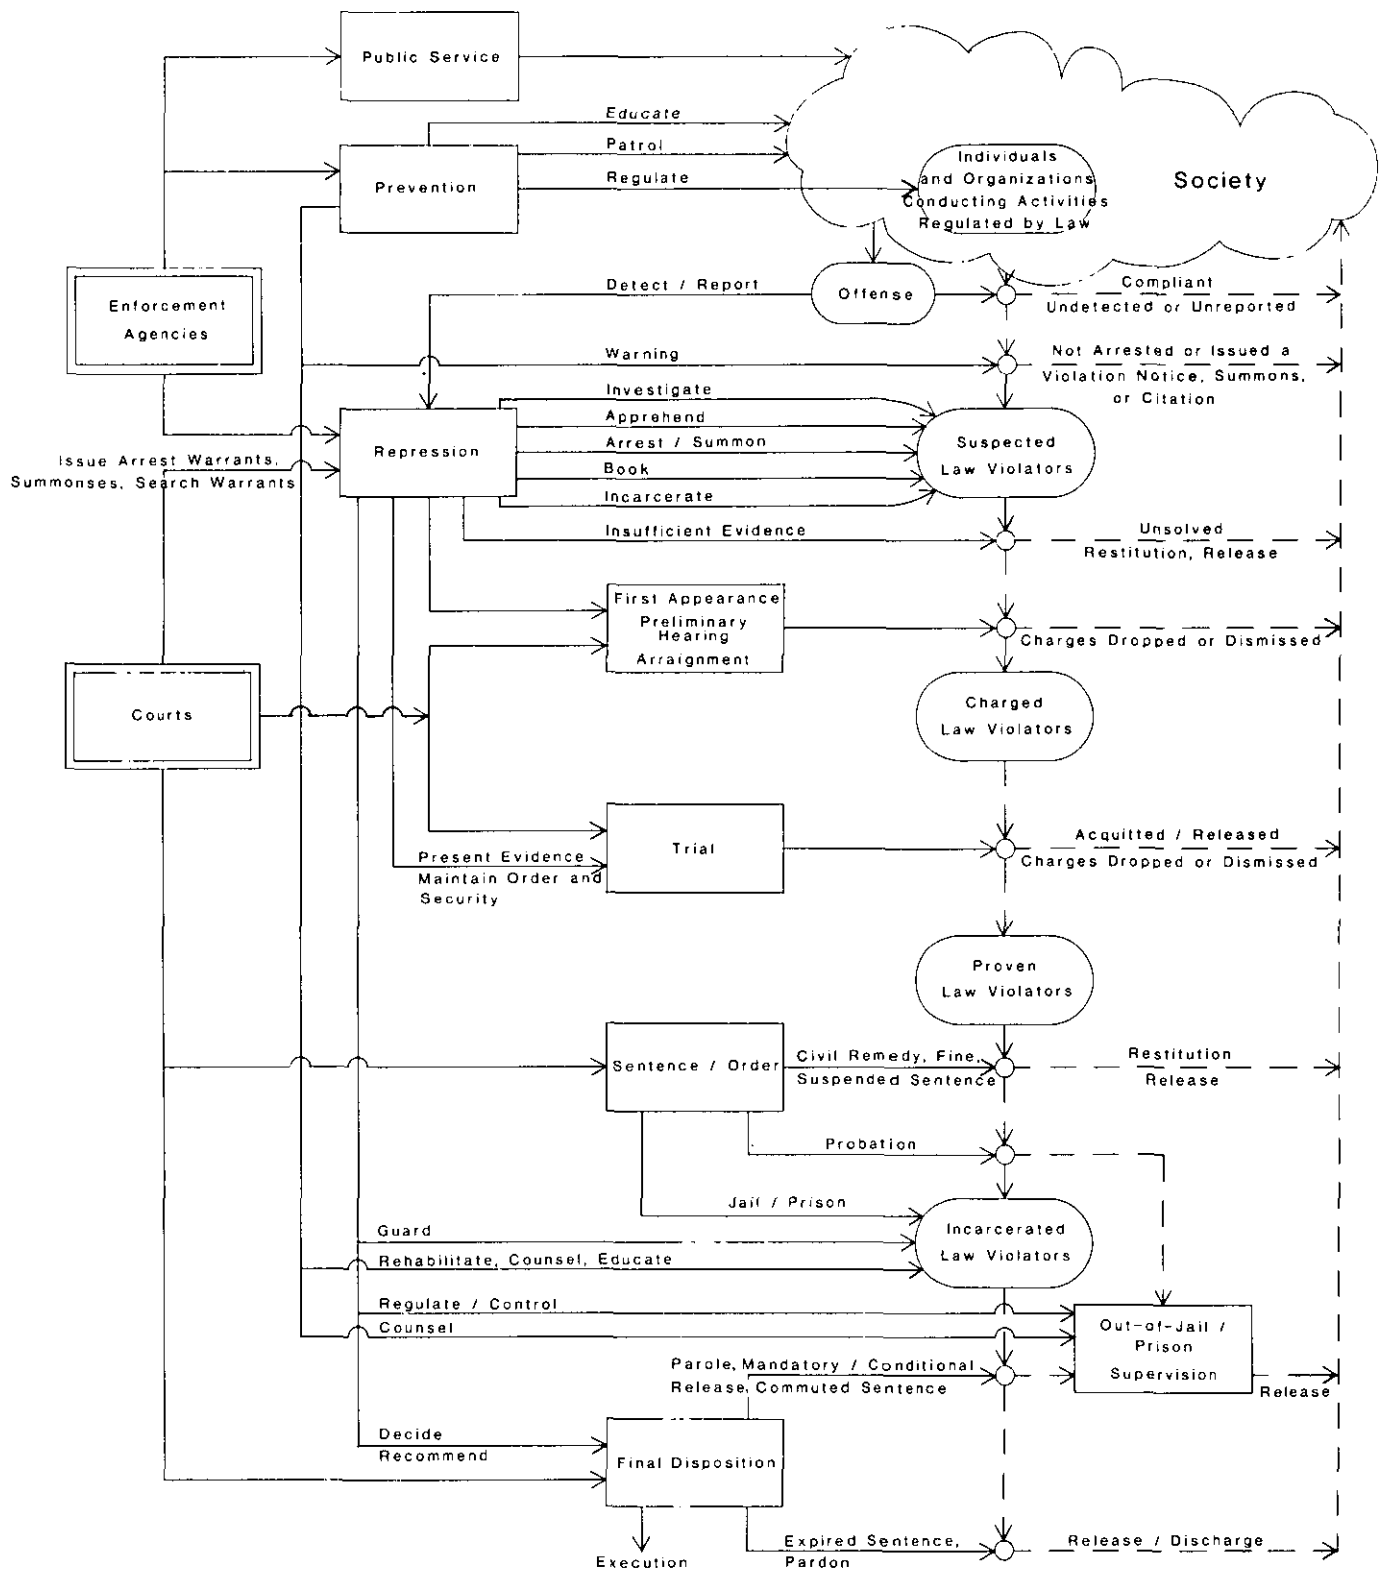 Public Service
Educate
Patrol
Prevention
Regulate
Individuals
and Organizations
Conducting Activities
Regulated by Law
Society
Enforcement
Agencies
Detect / Report
Offense
Compliant
Undetected or Unreported
Warning
Not Arrested or Issued a
Violation Notice, Summons,
or Citation
Investigate
Apprehend
Arrest / Summon
Book
Incarcerate
Repression
Suspected
Law Violators
Issue Arrest Warrants,
Summonses, Search Warrants
Insufficient Evidence
Unsolved
Restitution, Release
First Appearance
Preliminary
Hearing
Arraignment
Charges Dropped or Dismissed
Courts
Charged
Law Violators
Trial
Present Evidence
Maintain Order and
Security
Acquitted / Released
Charges Dropped or Dismissed
Proven
Law Violators
Sentence / Order
Civil Remedy, Fine,
Suspended Sentence
Restitution
Release
Probation
Jail / Prison
Guard
Rehabilitate, Counsel, Educate
Incarcerated
Law Violators
Regulate / Control
Counsel
Out-of-Jail /
Prison
Supervision
Release
Parole, Mandatory / Conditional
Release, Commuted Sentence
Decide
Recommend
Final Disposition
Execution
Expired Sentence,
Pardon
Release / Discharge